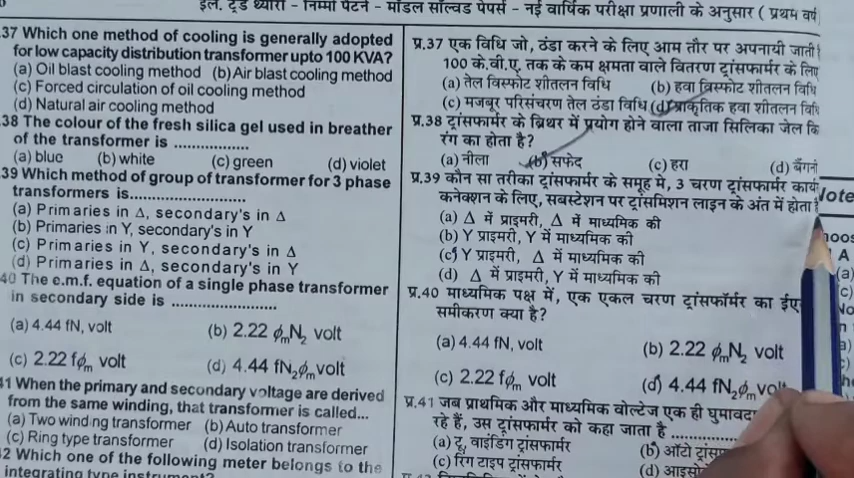 इल. ट्रेड थ्योरी - निम्मी पैटर्न - मॉडल सॉल्वड पेपर्स - नई वार्षिक परीक्षा प्रणाली के अनुसार ( प्रथम वर्ष
37 Which one method of cooling is generally adopted
for low capacity distribution transformer upto 100 KVA?
(a) Oil blast cooling method (b) Air blast cooling method
(c) Forced circulation of oil cooling method
(d) Natural air cooling method
.38 The colour of the fresh silica gel used in breather
of the transformer is .................
(a) blue (b) white (c) green (d) violet
.39 Which method of group of transformer for 3 phase
transformers is...........................
(a) Primaries in Δ, secondary's in Δ
(b) Primaries in Y, secondary's in Y
(c) Primaries in Y, secondary's in Δ
(d) Primaries in Δ, secondary's in Y
40 The e.m.f. equation of a single phase transformer
in secondary side is ........................
(a) 4.44 fN, volt (b) 2.22 ϕmN2 volt
(c) 2.22 fϕm volt (d) 4.44 fN2ϕm volt
41 When the primary and secondary voltage are derived
from the same winding, that transformer is called...
(a) Two winding transformer (b) Auto transformer
(c) Ring type transformer (d) Isolation transformer
42 Which one of the following meter belongs to the
integrating type instrument?
प्र.37 एक विधि जो, ठंडा करने के लिए आम तौर पर अपनायी जाती है
100 के.वी.ए. तक के कम क्षमता वाले वितरण ट्रांसफार्मर के लिए
(a) तेल विस्फोट शीतलन विधि (b) हवा विस्फोट शीतलन विधि
(c) मजबूर परिसंचरण तेल ठंडा विधि (d) प्राकृतिक हवा शीतलन विधि
प्र.38 ट्रांसफार्मर के ब्रिथर में प्रयोग होने वाला ताजा सिलिका जेल कि
रंग का होता है?
(a) नीला (b) सफेद (c) हरा (d) बैंगनी
प्र.39 कौन सा तरीका ट्रांसफार्मर के समूह मे, 3 चरण ट्रांसफार्मर कार्य
कनेक्शन के लिए, सबस्टेशन पर ट्रांसमिशन लाइन के अंत में होता है
(a) Δ में प्राइमरी, Δ में माध्यमिक की
(b) Y प्राइमरी, Y में माध्यमिक की
(c) Y प्राइमरी, Δ में माध्यमिक की
(d) Δ में प्राइमरी, Y में माध्यमिक की
प्र.40 माध्यमिक पक्ष में, एक एकल चरण ट्रांसफॉर्मर का ईए
समीकरण क्या है?
(a) 4.44 fN, volt (b) 2.22 ϕmN2 volt
(c) 2.22 fϕm volt (d) 4.44 fN2ϕm volt
प्र.41 जब प्राथमिक और माध्यमिक वोल्टेज एक ही घुमावदा
रहे हैं, उस ट्रांसफार्मर को कहा जाता है ...............
(a) टू, वाइंडिंग ट्रांसफार्मर (b) ऑटो ट्रांस
(c) रिंग टाइप ट्रांसफार्मर (d) आइसो
Note